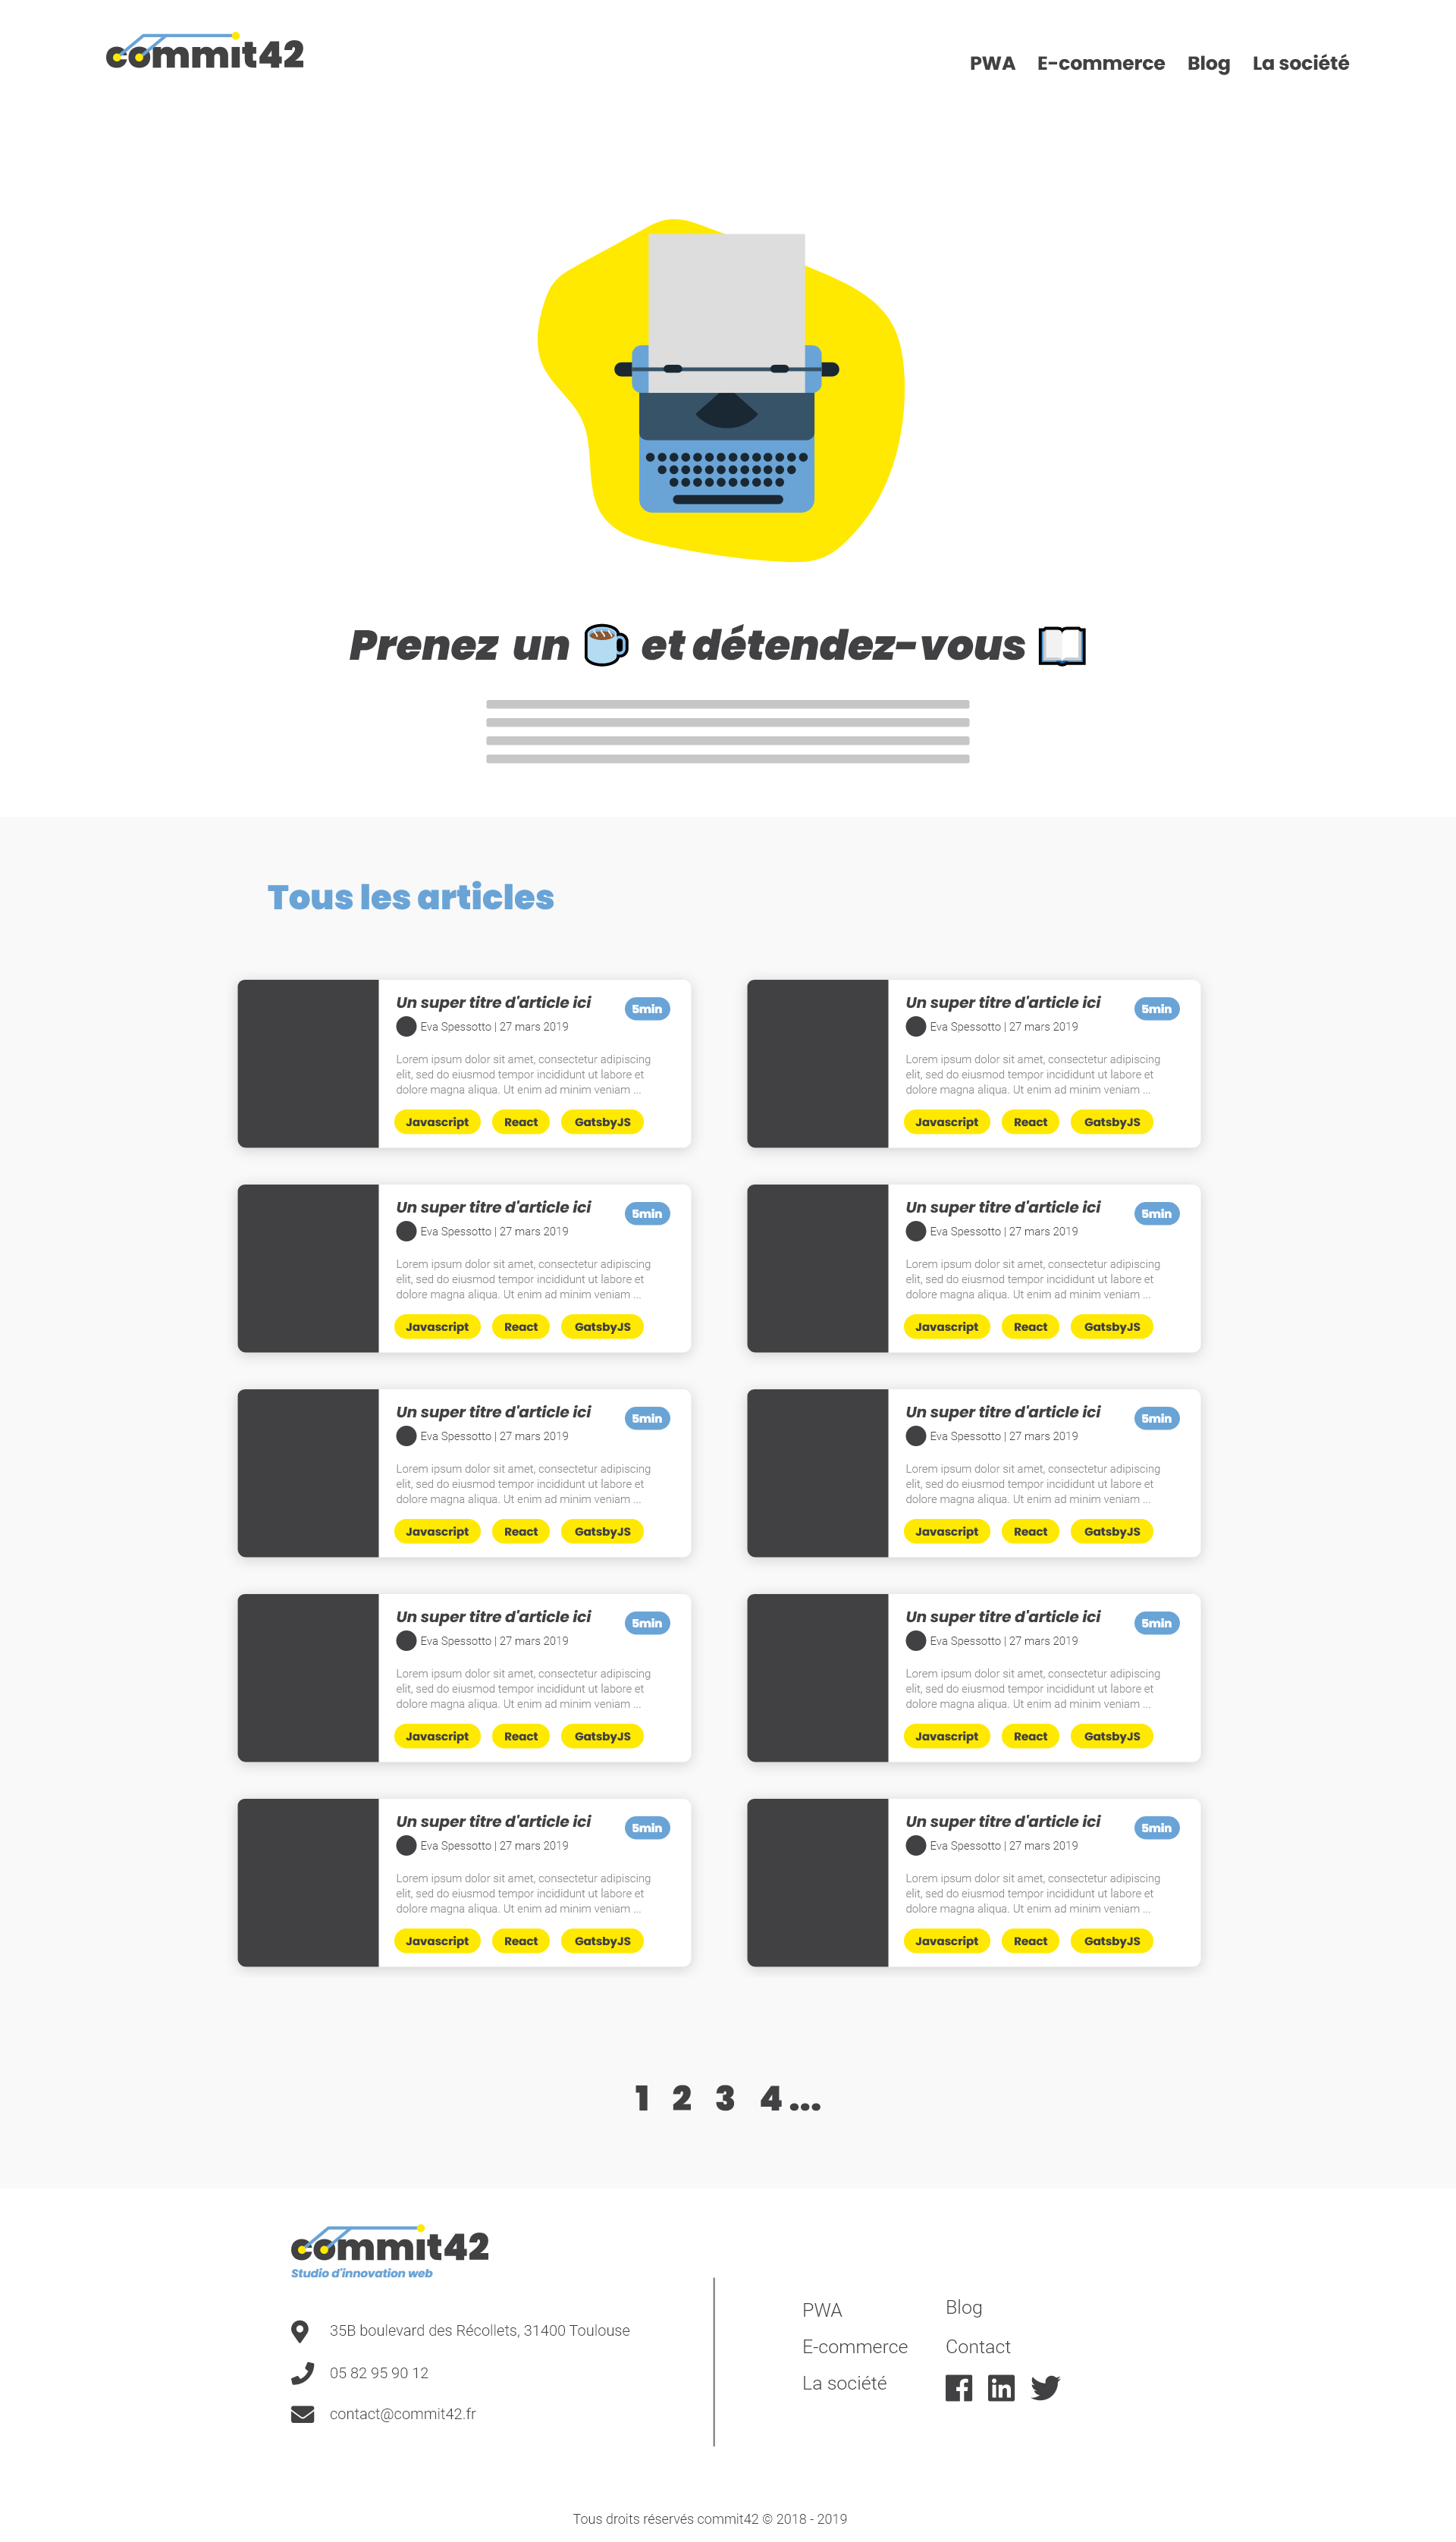 commit42
PWA E-commerce Blog La société
Prenez un et détendez-vous
Tous les articles
Un super titre d'article ici
5min
Eva Spessotto | 27 mars 2019
Lorem ipsum dolor sit amet, consectetur adipiscing
elit, sed do eiusmod tempor incididunt ut labore et
dolore magna aliqua. Ut enim ad minim veniam ...
Javascript React GatsbyJS
Un super titre d'article ici
5min
Eva Spessotto | 27 mars 2019
Lorem ipsum dolor sit amet, consectetur adipiscing
elit, sed do eiusmod tempor incididunt ut labore et
dolore magna aliqua. Ut enim ad minim veniam ...
Javascript React GatsbyJS
Un super titre d'article ici
5min
Eva Spessotto | 27 mars 2019
Lorem ipsum dolor sit amet, consectetur adipiscing
elit, sed do eiusmod tempor incididunt ut labore et
dolore magna aliqua. Ut enim ad minim veniam ...
Javascript React GatsbyJS
Un super titre d'article ici
5min
Eva Spessotto | 27 mars 2019
Lorem ipsum dolor sit amet, consectetur adipiscing
elit, sed do eiusmod tempor incididunt ut labore et
dolore magna aliqua. Ut enim ad minim veniam ...
Javascript React GatsbyJS
Un super titre d'article ici
5min
Eva Spessotto | 27 mars 2019
Lorem ipsum dolor sit amet, consectetur adipiscing
elit, sed do eiusmod tempor incididunt ut labore et
dolore magna aliqua. Ut enim ad minim veniam ...
Javascript React GatsbyJS
Un super titre d'article ici
5min
Eva Spessotto | 27 mars 2019
Lorem ipsum dolor sit amet, consectetur adipiscing
elit, sed do eiusmod tempor incididunt ut labore et
dolore magna aliqua. Ut enim ad minim veniam ...
Javascript React GatsbyJS
Un super titre d'article ici
5min
Eva Spessotto | 27 mars 2019
Lorem ipsum dolor sit amet, consectetur adipiscing
elit, sed do eiusmod tempor incididunt ut labore et
dolore magna aliqua. Ut enim ad minim veniam ...
Javascript React GatsbyJS
Un super titre d'article ici
5min
Eva Spessotto | 27 mars 2019
Lorem ipsum dolor sit amet, consectetur adipiscing
elit, sed do eiusmod tempor incididunt ut labore et
dolore magna aliqua. Ut enim ad minim veniam ...
Javascript React GatsbyJS
Un super titre d'article ici
5min
Eva Spessotto | 27 mars 2019
Lorem ipsum dolor sit amet, consectetur adipiscing
elit, sed do eiusmod tempor incididunt ut labore et
dolore magna aliqua. Ut enim ad minim veniam ...
Javascript React GatsbyJS
Un super titre d'article ici
5min
Eva Spessotto | 27 mars 2019
Lorem ipsum dolor sit amet, consectetur adipiscing
elit, sed do eiusmod tempor incididunt ut labore et
dolore magna aliqua. Ut enim ad minim veniam ...
Javascript React GatsbyJS
1 2 3 4 ...
commit42
Studio d'innovation web
35B boulevard des Récollets, 31400 Toulouse
05 82 95 90 12
contact@commit42.fr
PWA
E-commerce
La société
Blog
Contact
Tous droits réservés commit42 © 2018 - 2019